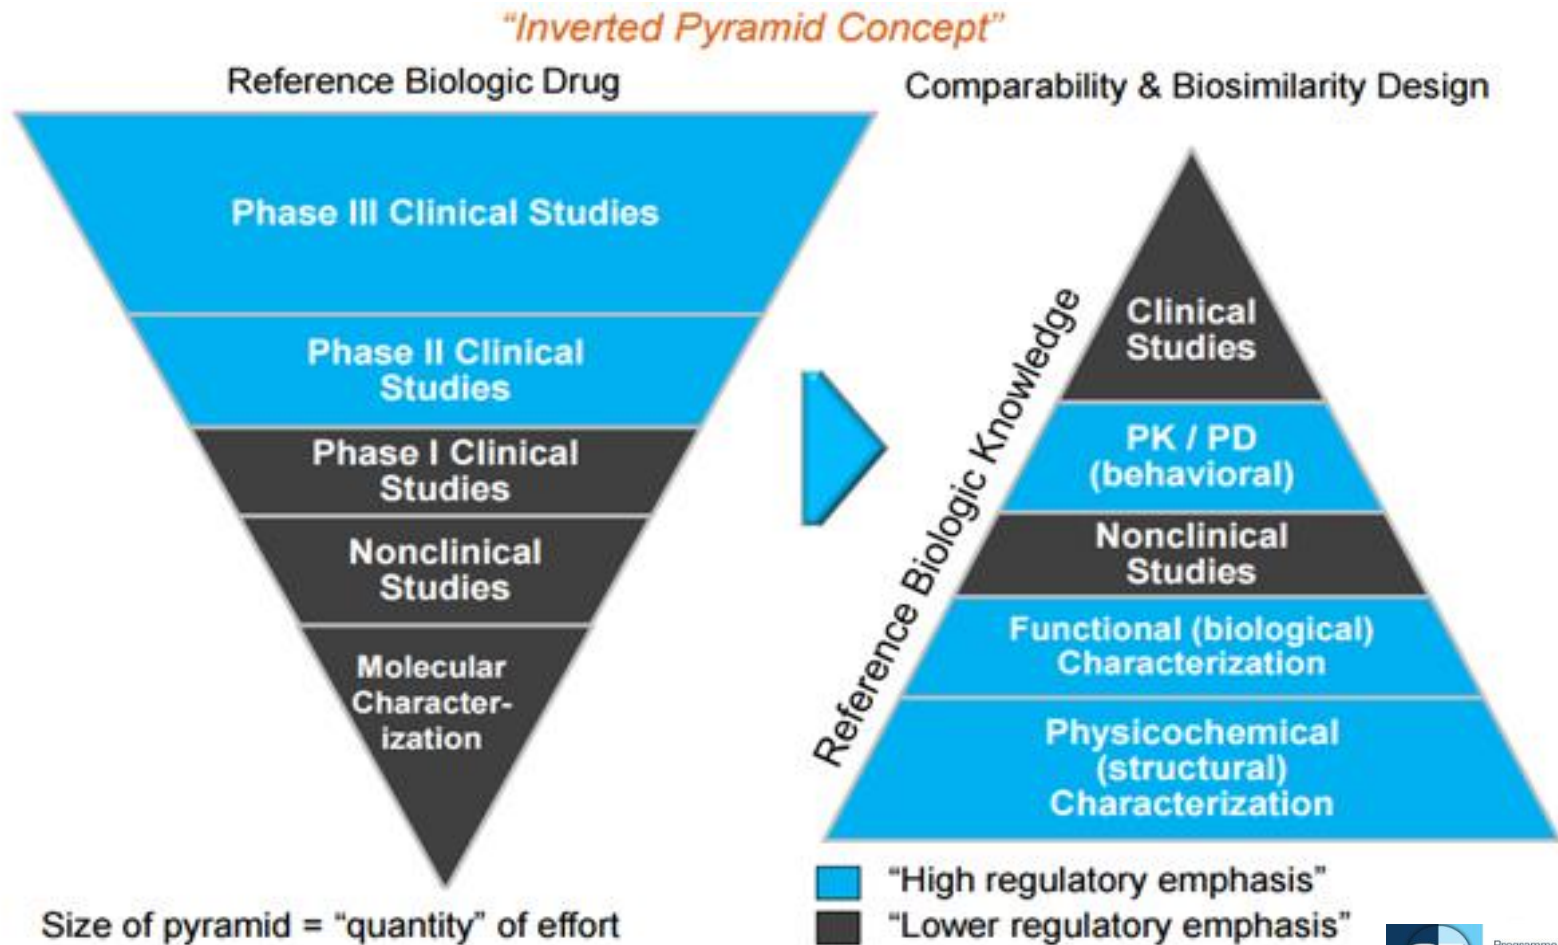 “Inverted Pyramid Concept”
Reference Biologic Drug
Phase III Clinical Studies
Phase II Clinical
Studies
Phase I Clinical
Studies
Nonclinical
Studies
Molecular
Character-
ization
Size of pyramid = “quantity” of effort
Comparability & Biosimilarity Design
Reference Biologic Knowledge
Clinical
Studies
PK / PD
(behavioral)
Nonclinical
Studies
Functional (biological)
Characterization
Physicochemical
(structural)
Characterization
“High regulatory emphasis”
“Lower regulatory emphasis”